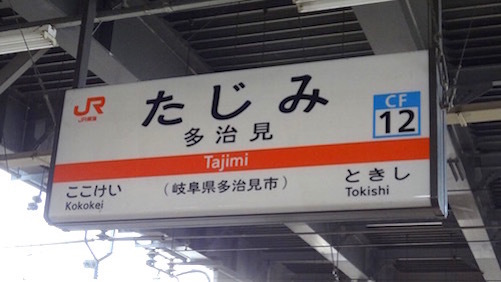 JR
JR東海
たじみ
多治見
Tajimi
CF
12
ここけい
Kokokei
（岐阜県多治見市）
ときし
Tokishi